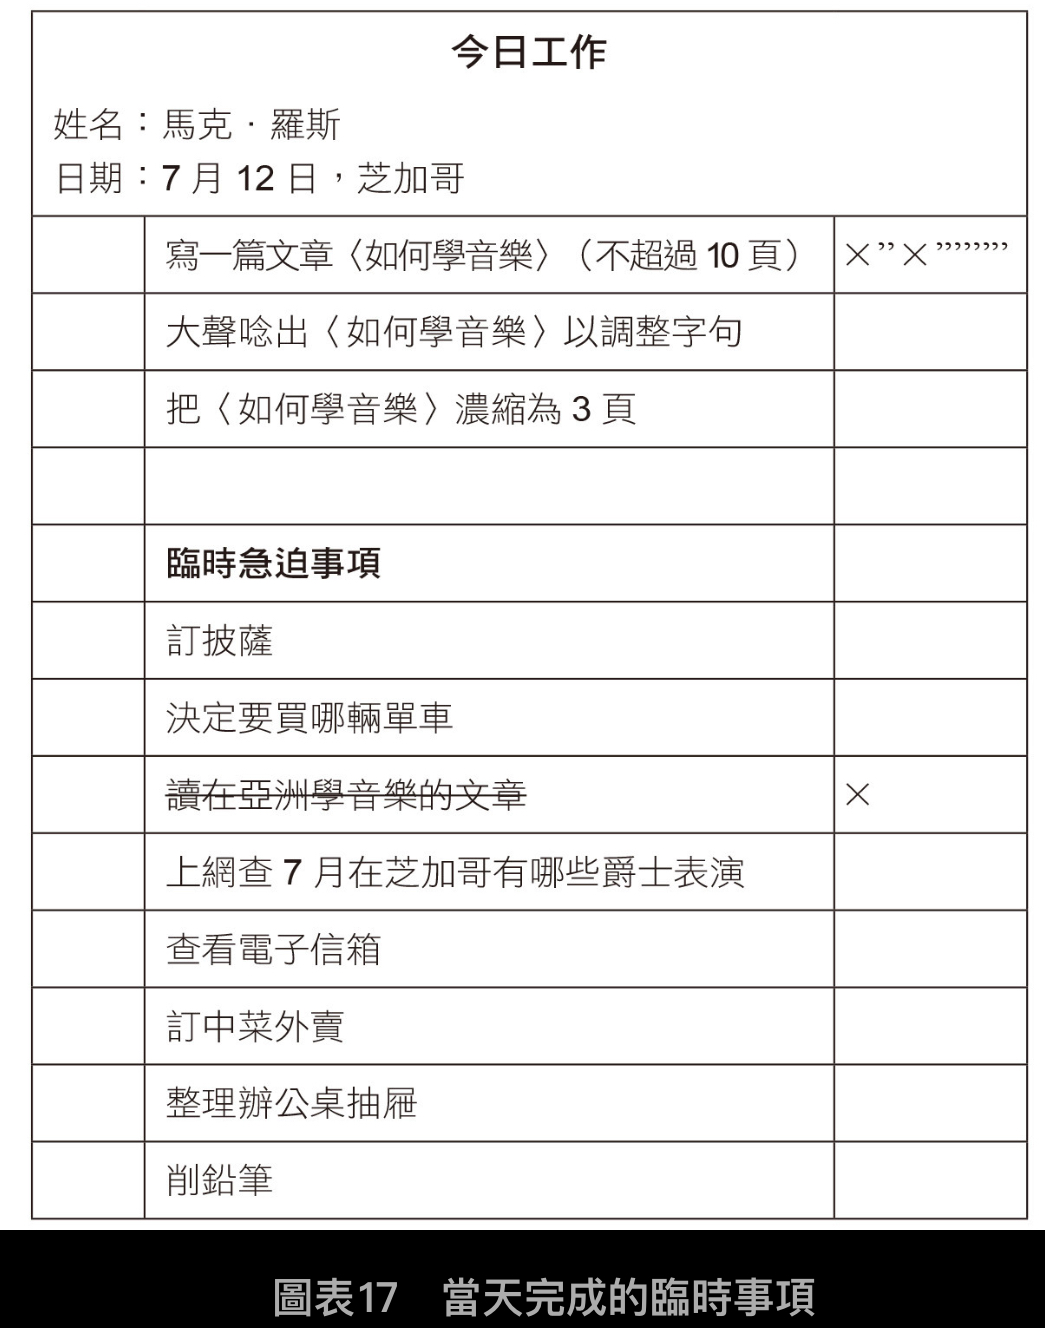 今日工作
姓名：馬克．羅斯
日期：7 月 12 日，芝加哥
寫一篇文章〈如何學音樂〉（不超過 10 頁） ×’’×’’’’’’’’
大聲唸出〈如何學音樂〉以調整字句
把〈如何學音樂〉濃縮為 3 頁
臨時急迫事項
訂披薩
決定要買哪輛單車
讀在亞洲學音樂的文章 ×
上網查 7 月在芝加哥有哪些爵士表演
查看電子信箱
訂中菜外賣
整理辦公桌抽屜
削鉛筆
圖表17　當天完成的臨時事項